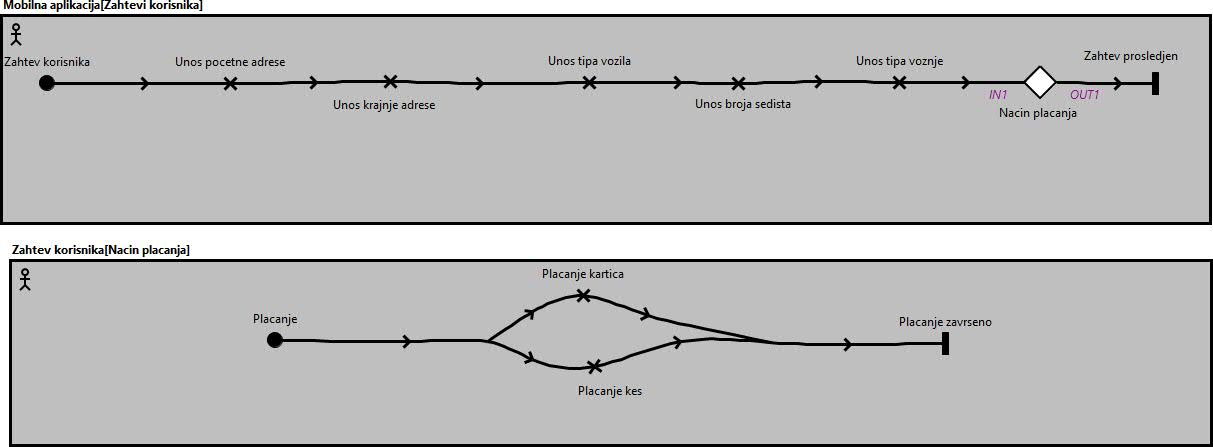 Mobilna aplikacija[Zahtevi korisnika]
Zahtev korisnika
Unos pocetne adrese
Unos krajnje adrese
Unos tipa vozila
Unos broja sedista
Unos tipa voznje
IN1
OUT1
Nacin placanja
Zahtev prosledjen
Zahtev korisnika[Nacin placanja]
Placanje
Placanje kartica
Placanje kes
Placanje zavrseno